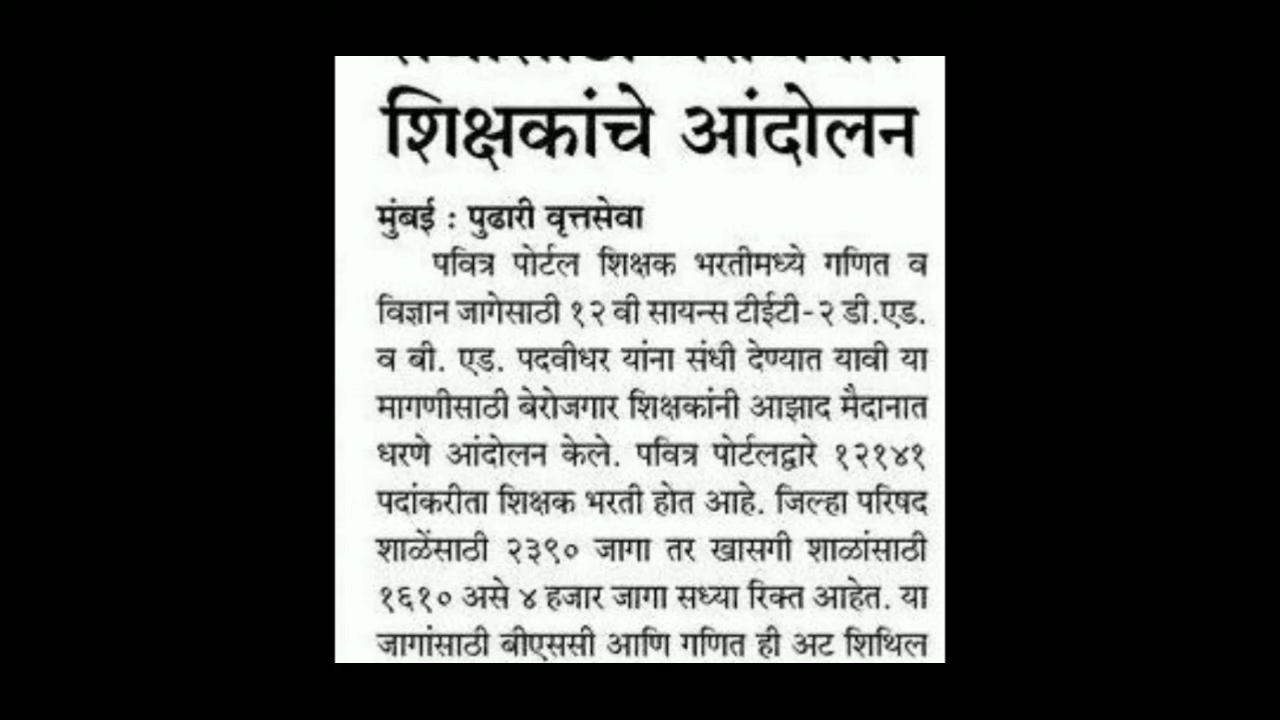 शिक्षकांचे आंदोलन
मुंबई : पुढारी वृत्तसेवा
पवित्र पोर्टल शिक्षक भरतीमध्ये गणित व
विज्ञान जागेसाठी १२ वी सायन्स टीईटी-२ डी.एड.
व बी. एड. पदवीधर यांना संधी देण्यात यावी या
मागणीसाठी बेरोजगार शिक्षकांनी आझाद मैदानात
धरणे आंदोलन केले. पवित्र पोर्टलद्वारे १२१४१
पदांकरीता शिक्षक भरती होत आहे. जिल्हा परिषद
शाळेंसाठी २३९० जागा तर खासगी शाळांसाठी
१६१० असे ४ हजार जागा सध्या रिक्त आहेत. या
जागांसाठी बीएससी आणि गणित ही अट शिथिल